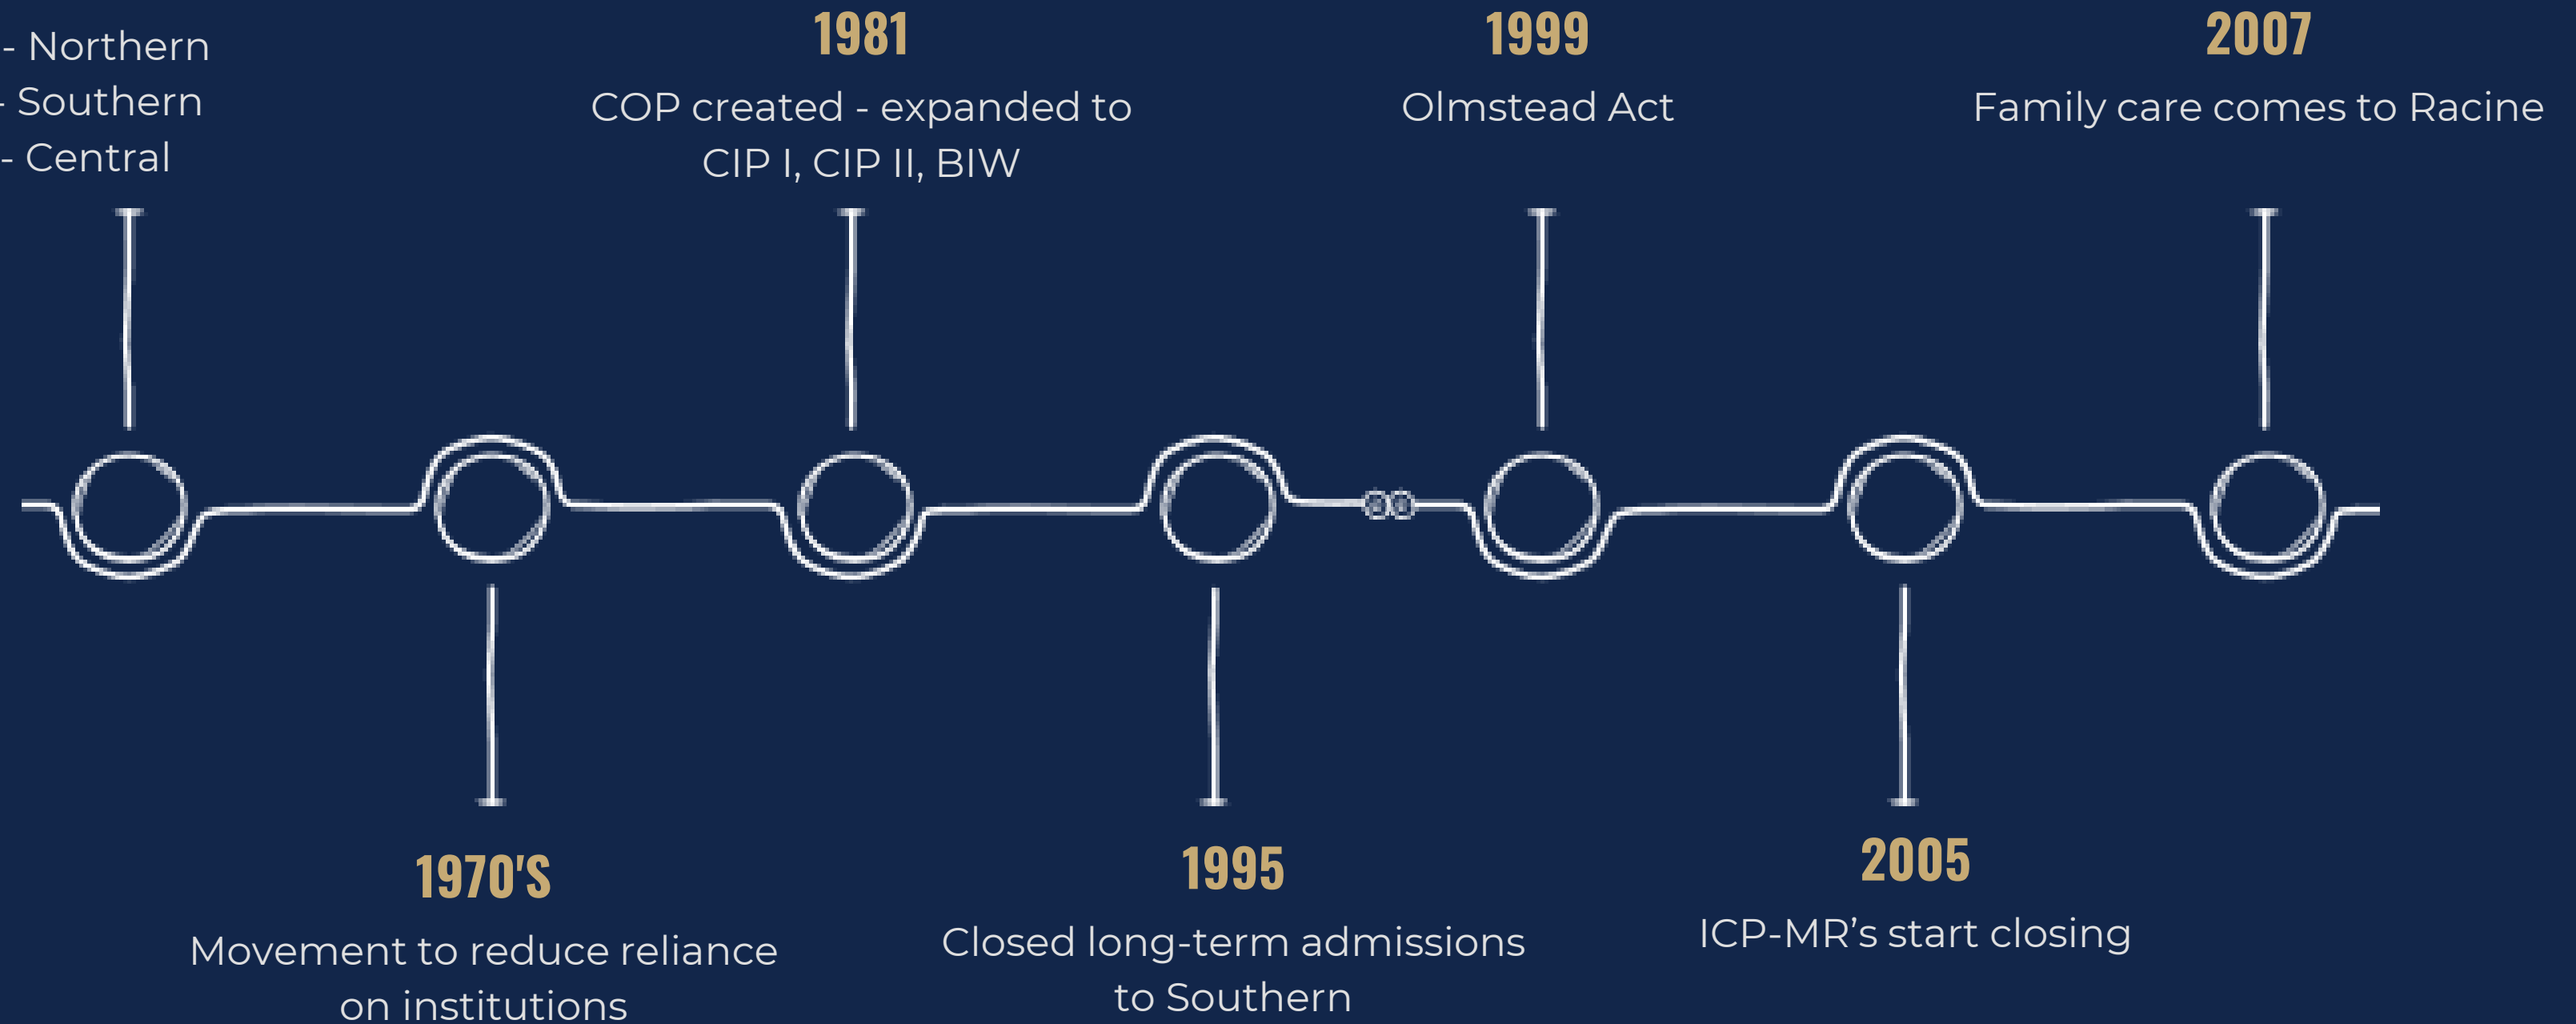 - Northern
- Southern
- Central
1970'S
Movement to reduce reliance
on institutions
1981
COP created - expanded to
CIP I, CIP II, BIW
1995
Closed long-term admissions
to Southern
1999
Olmstead Act
2005
ICP-MR’s start closing
2007
Family care comes to Racine